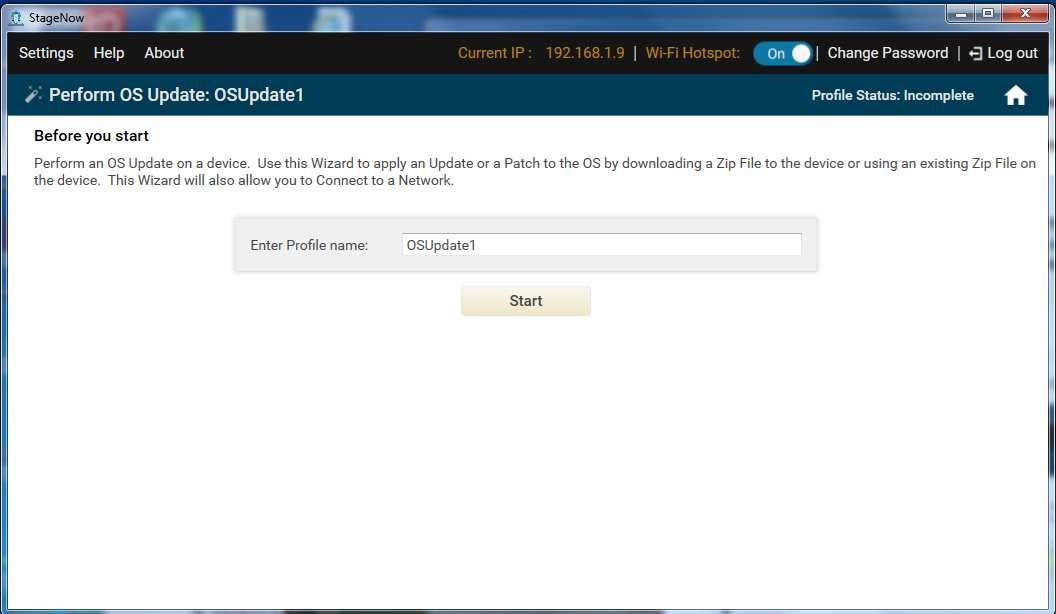 StageNow
Settings Help About Current IP : 192.168.1.9 | Wi-Fi Hotspot: On | Change Password | Log out
Perform OS Update: OSUpdate1 Profile Status: Incomplete
Before you start
Perform an OS Update on a device. Use this Wizard to apply an Update or a Patch to the OS by downloading a Zip File to the device or using an existing Zip File on
the device. This Wizard will also allow you to Connect to a Network.
Enter Profile name: OSUpdate1
Start